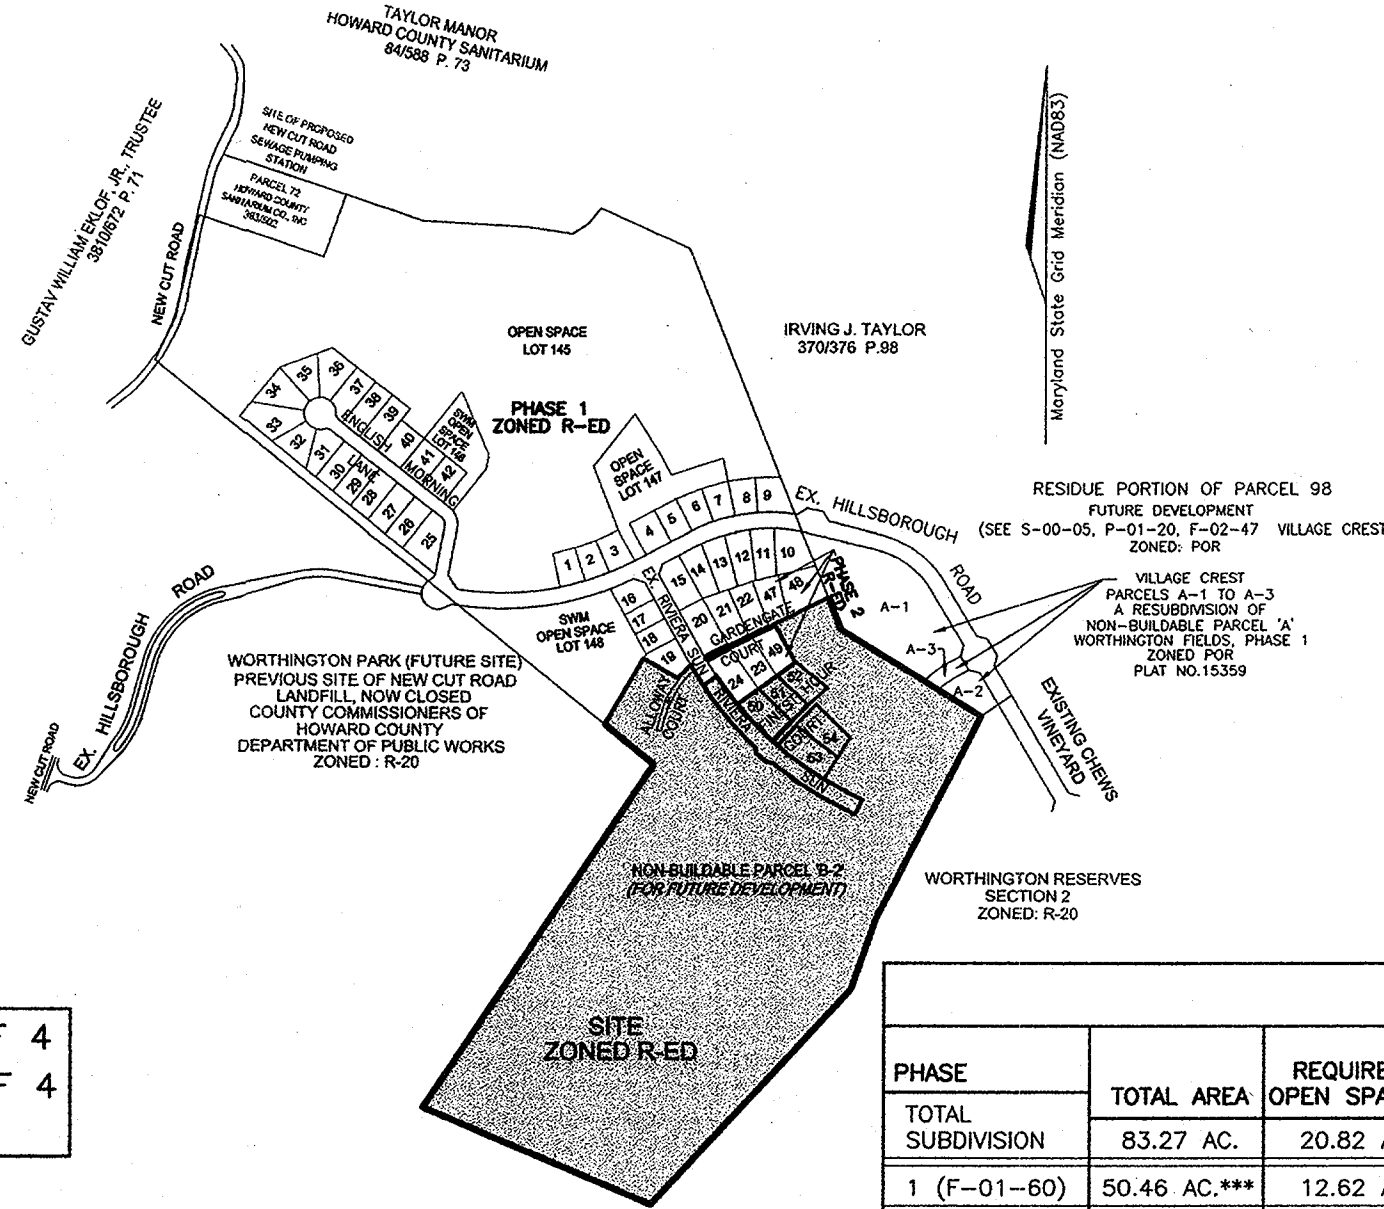 TAYLOR MANOR
HOWARD COUNTY SANITARIUM
84/588 P. 73
GUSTAV WILLIAM EKLOF, JR., TRUSTEE
3810/672 P. 71
SITE OF PROPOSED
NEW CUT ROAD
SEWAGE PUMPING
STATION
PARCEL 72
HOWARD COUNTY
SANITARIUM CO., INC
NEW CUT ROAD
Maryland State Grid Meridian (NAD83)
OPEN SPACE
LOT 145
IRVING J. TAYLOR
370/376 P.98
PHASE 1
ZONED R-ED
34
35
36
37
38
39
40
41
42
33
32
31
30
29
28
27
26
25
ENGLISH
MORNING
LANE
SWM
OPEN
SPACE
LOT 146
OPEN
SPACE
LOT 147
1
2
3
4
5
6
7
8
9
EX. HILLSBOROUGH
ROAD
RESIDUE PORTION OF PARCEL 98
FUTURE DEVELOPMENT
(SEE S-00-05, P-01-20, F-02-47 VILLAGE CREST
ZONED: POR
VILLAGE CREST
PARCELS A-1 TO A-3
A RESUBDIVISION OF
NON-BUILDABLE PARCEL 'A'
WORTHINGTON FIELDS, PHASE 1
ZONED POR
PLAT NO.15359
A-1
A-3
A-2
15
14
13
12
11
10
16
17
18
19
20
21
22
47
48
PHASE 2
R-ED
EX. RIVIERA SUN
GARDENGATE
COURT
24
23
49
SWM
OPEN SPACE
LOT 148
EX. HILLSBOROUGH
ROAD
WORTHINGTON PARK (FUTURE SITE)
PREVIOUS SITE OF NEW CUT ROAD
LANDFILL, NOW CLOSED
COUNTY COMMISSIONERS OF
HOWARD COUNTY
DEPARTMENT OF PUBLIC WORKS
ZONED : R-20
NEW CUT ROAD
ALLOWAY
COURT
RIVIERA
SUN
50
51
63
64
EXISTING CHEWS
VINEYARD
NON-BUILDABLE PARCEL 'B-2'
(FOR FUTURE DEVELOPMENT)
WORTHINGTON RESERVES
SECTION 2
ZONED: R-20
SITE
ZONED R-ED
4
4
PHASE
TOTAL AREA
OPEN
TOTAL
SUBDIVISION
83.27 AC.
20.82
1 (F-01-60)
50.46 AC.***
12.62